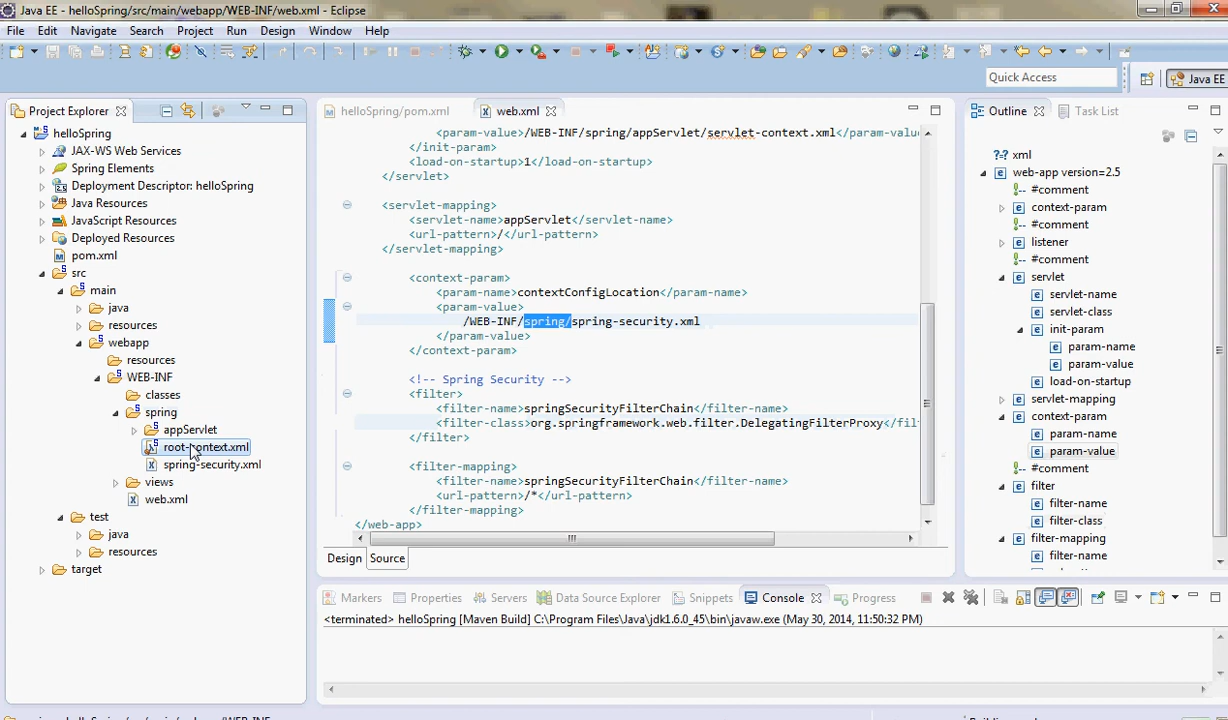 Java EE - helloSpring/src/main/webapp/WEB-INF/web.xml - Eclipse
File Edit Navigate Search Project Run Design Window Help
Quick Access
Java EE
Project Explorer
helloSpring
JAX-WS Web Services
Spring Elements
Deployment Descriptor: helloSpring
Java Resources
JavaScript Resources
Deployed Resources
pom.xml
src
main
java
resources
webapp
resources
WEB-INF
classes
spring
appServlet
root-context.xml
spring-security.xml
views
web.xml
test
java
resources
target
helloSpring/pom.xml
web.xml
<param-value>/WEB-INF/spring/appServlet/servlet-context.xml</param-valu
</init-param>
<load-on-startup>1</load-on-startup>
</servlet>
<servlet-mapping>
<servlet-name>appServlet</servlet-name>
<url-pattern>/</url-pattern>
</servlet-mapping>
<context-param>
<param-name>contextConfigLocation</param-name>
<param-value>
/WEB-INF/spring/spring-security.xml
</param-value>
</context-param>
<!-- Spring Security -->
<filter>
<filter-name>springSecurityFilterChain</filter-name>
<filter-class>org.springframework.web.filter.DelegatingFilterProxy</filt
</filter>
<filter-mapping>
<filter-name>springSecurityFilterChain</filter-name>
<url-pattern>/*</url-pattern>
</filter-mapping>
</web-app>
Design Source
Outline
Task List
xml
web-app version=2.5
#comment
context-param
#comment
listener
#comment
servlet
servlet-name
servlet-class
init-param
param-name
param-value
load-on-startup
servlet-mapping
context-param
param-name
param-value
#comment
filter
filter-name
filter-class
filter-mapping
filter-name
Markers Properties Servers Data Source Explorer Snippets Console Progress
<terminated> helloSpring [Maven Build] C:\Program Files\Java\jdk1.6.0_45\bin\javaw.exe (May 30, 2014, 11:50:32 PM)